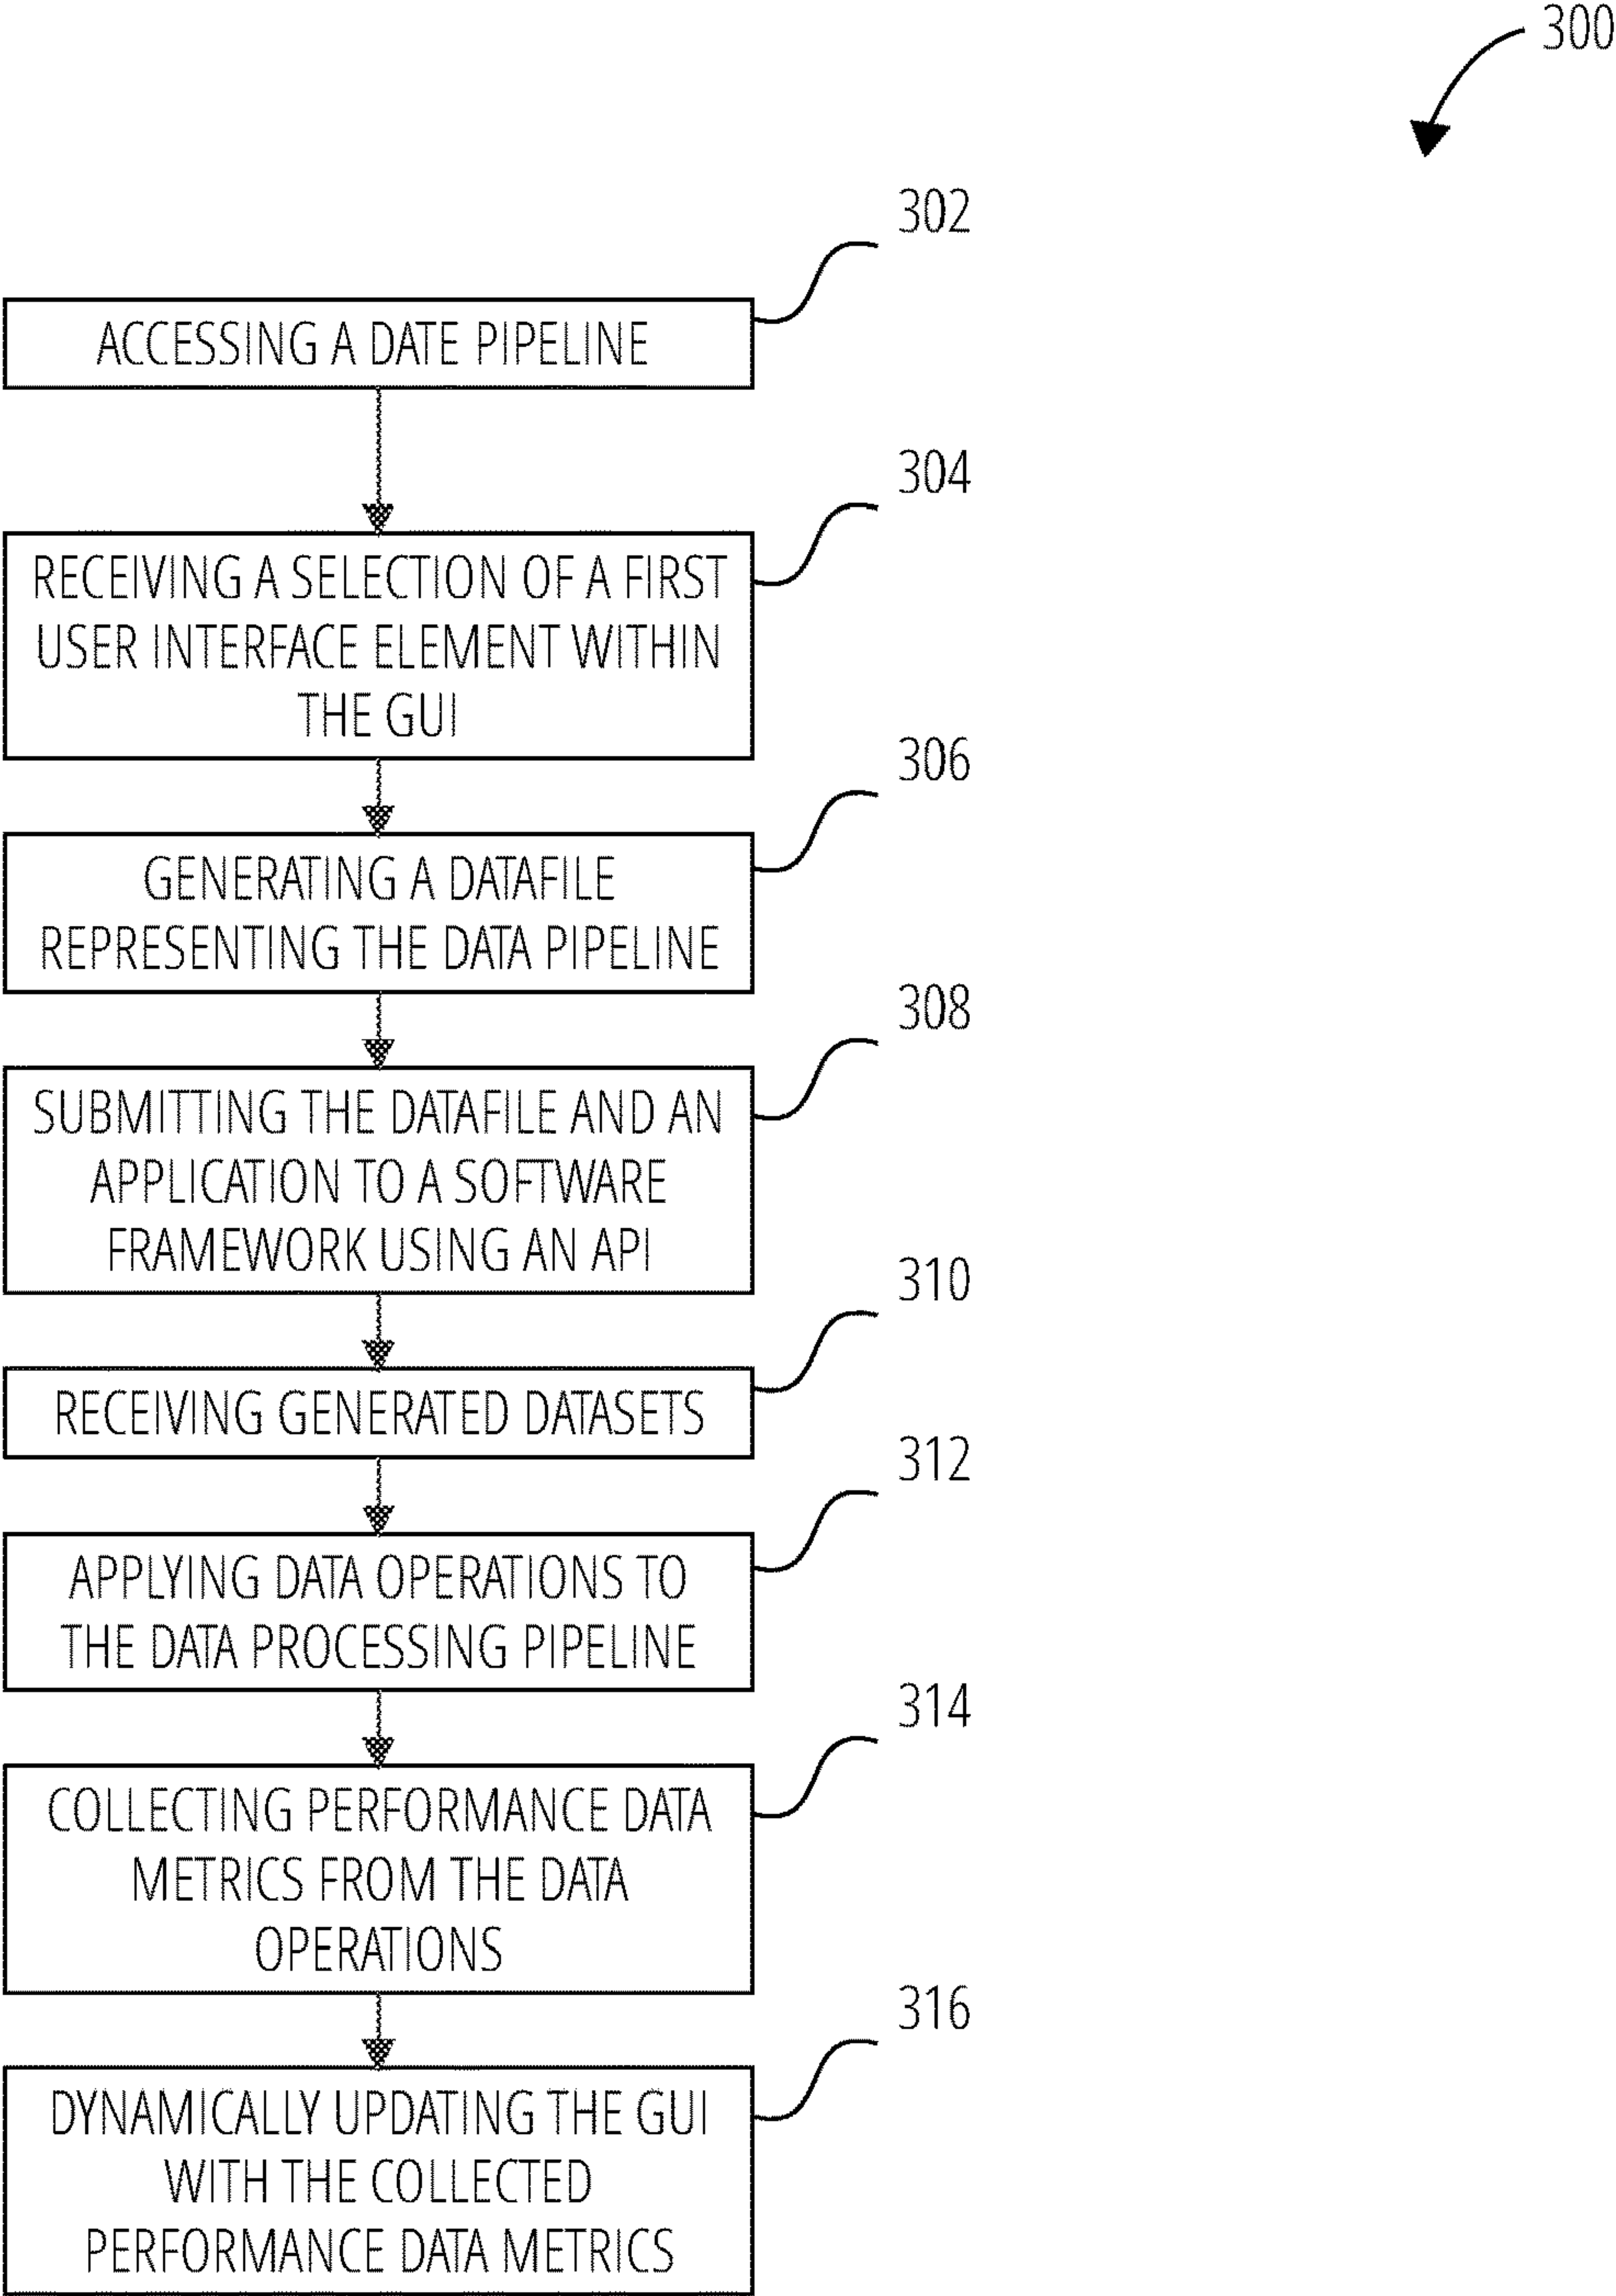 300
302
ACCESSING A DATE PIPELINE
304
RECEIVING A SELECTION OF A FIRST
USER INTERFACE ELEMENT WITHIN
THE GUI
306
GENERATING A DATAFILE
REPRESENTING THE DATA PIPELINE
308
SUBMITTING THE DATAFILE AND AN
APPLICATION TO A SOFTWARE
FRAMEWORK USING AN API
310
RECEIVING GENERATED DATASETS
312
APPLYING DATA OPERATIONS TO
THE DATA PROCESSING PIPELINE
314
COLLECTING PERFORMANCE DATA
METRICS FROM THE DATA
OPERATIONS
316
DYNAMICALLY UPDATING THE GUI
WITH THE COLLECTED
PERFORMANCE DATA METRICS